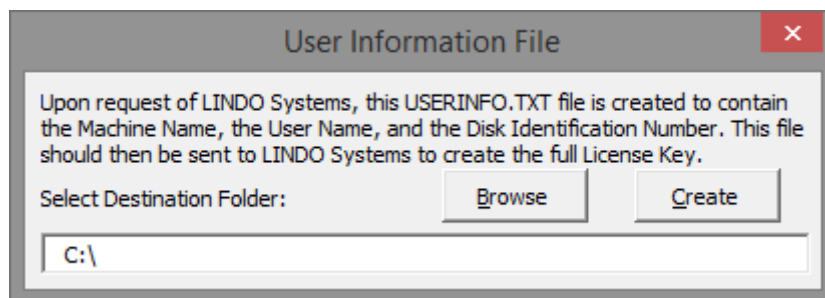 User Information File
Upon request of LINDO Systems, this USERINFO.TXT file is created to contain
the Machine Name, the User Name, and the Disk Identification Number. This file
should then be sent to LINDO Systems to create the full License Key.
Select Destination Folder: Browse Create
C:\